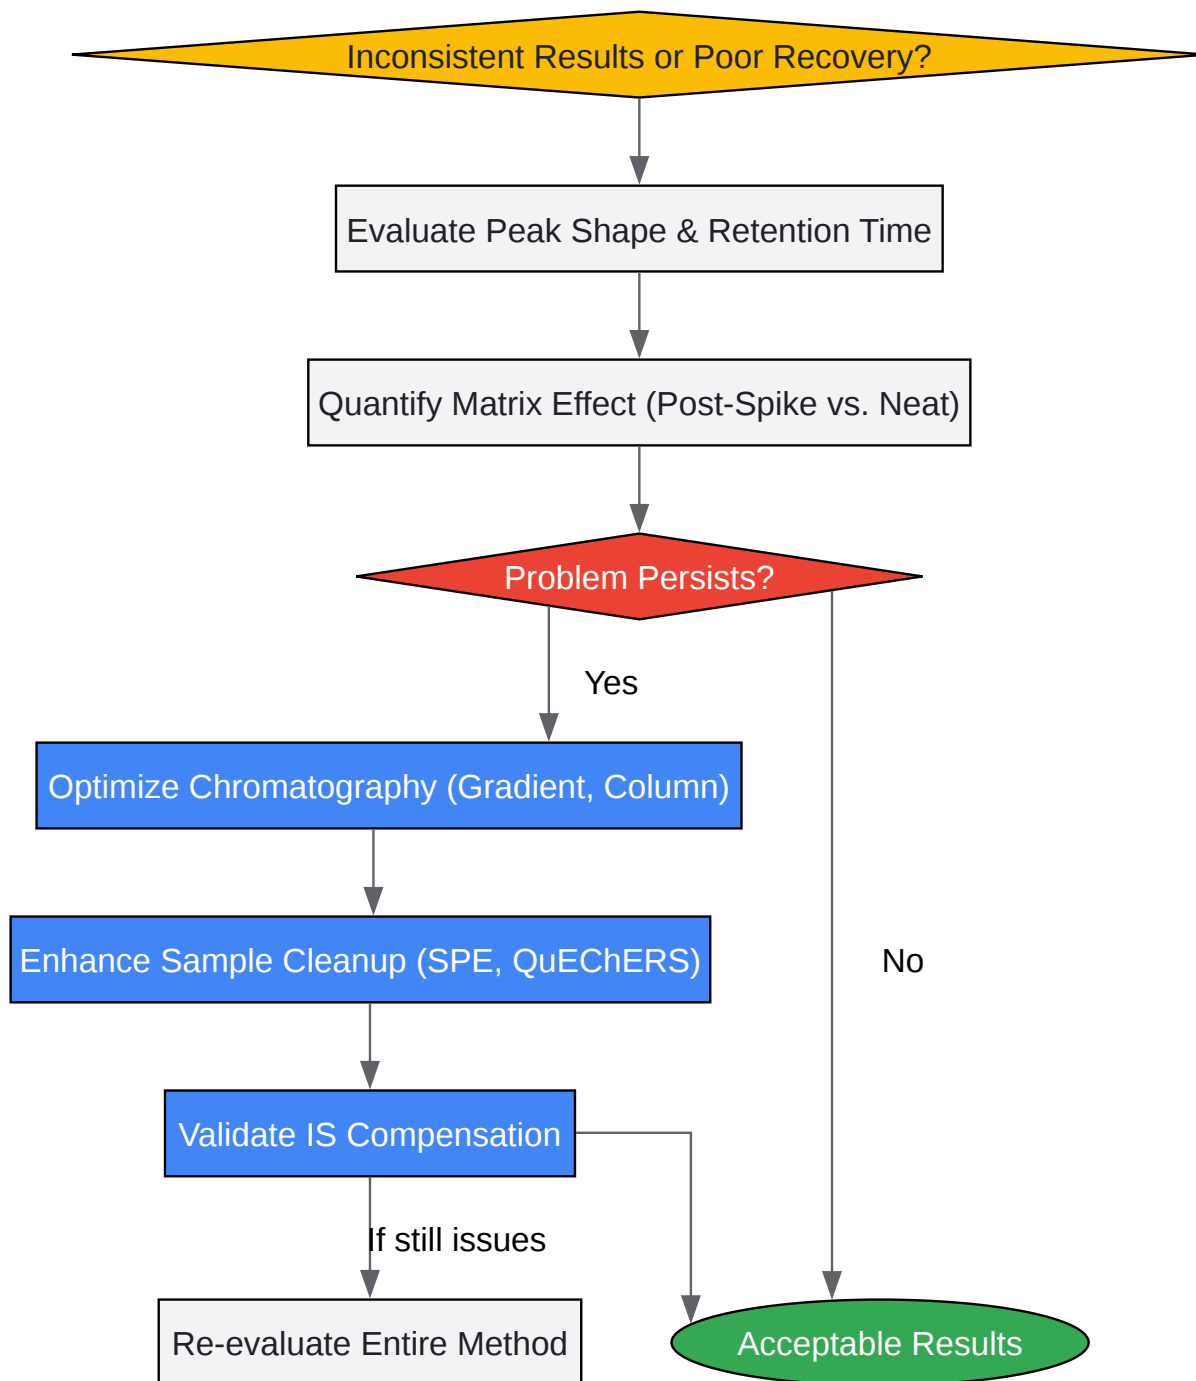 Inconsistent Results or Poor Recovery?
Evaluate Peak Shape & Retention Time
Quantify Matrix Effect (Post-Spike vs. Neat)
Problem Persists?
Yes
Optimize Chromatography (Gradient, Column)
Enhance Sample Cleanup (SPE, QuEChERS)
No
Validate IS Compensation
If still issues
Re-evaluate Entire Method
Acceptable Results